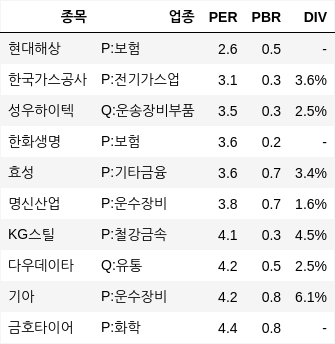 종목 업종 PER PBR DIV
현대해상 P:보험 2.6 0.5 -
한국가스공사 P:전기가스업 3.1 0.3 3.6%
성우하이텍 Q:운송장비부품 3.5 0.3 2.5%
한화생명 P:보험 3.6 0.2 -
효성 P:기타금융 3.6 0.7 3.4%
명신산업 P:운수장비 3.8 0.7 1.6%
KG스틸 P:철강금속 4.1 0.3 4.5%
다우데이타 Q:유통 4.2 0.5 2.5%
기아 P:운수장비 4.2 0.8 6.1%
금호타이어 P:화학 4.4 0.8 -